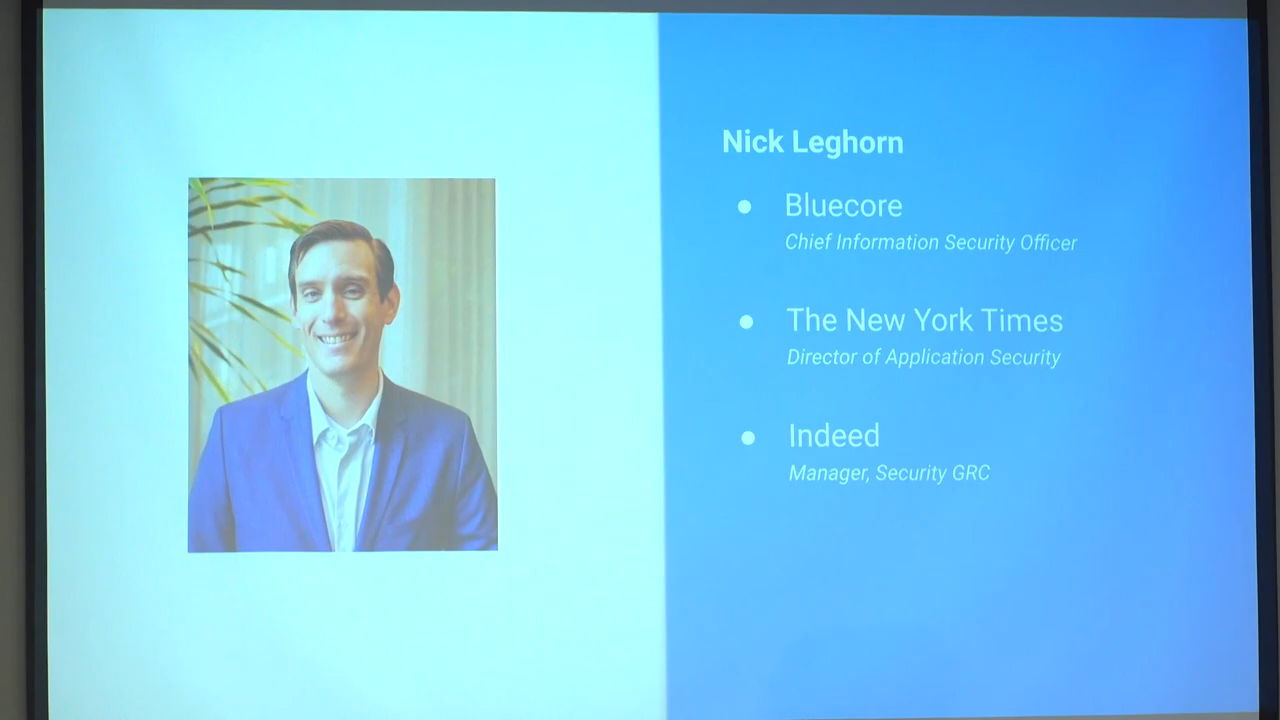 Nick Leghorn
● Bluecore
Chief Information Security Officer
● The New York Times
Director of Application Security
● Indeed
Manager, Security GRC